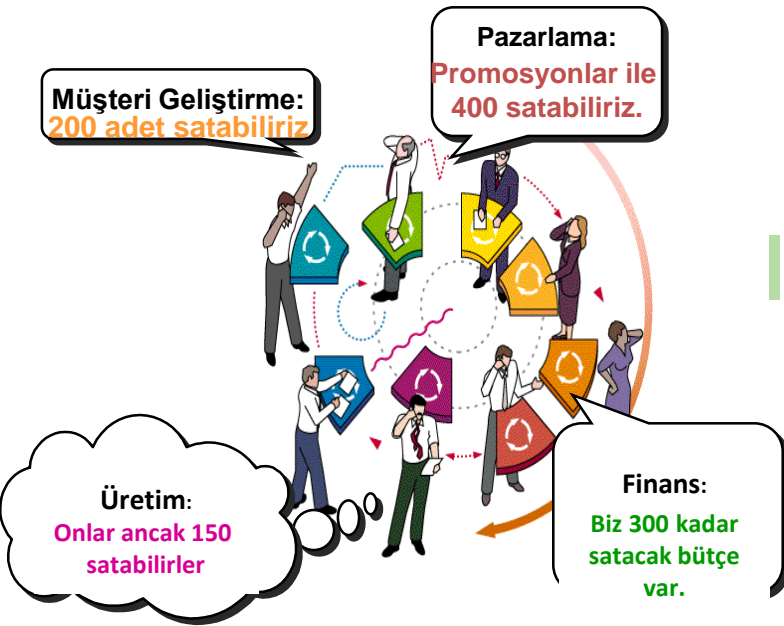 Pazarlama:
Promosyonlar ile
400 satabiliriz.
Müşteri Geliştirme:
200 adet satabiliriz
Üretim:
Onlar ancak 150
satabilirler
Finans:
Biz 300 kadar
satacak bütçe
var.